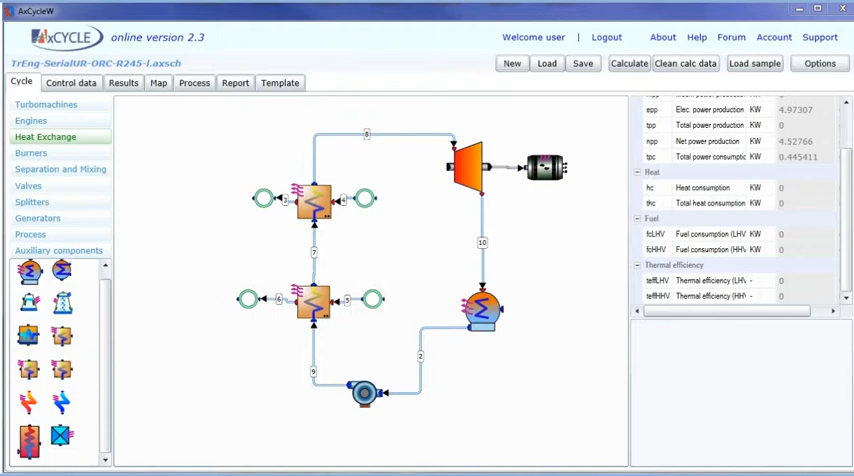 AxCycleW
AxCYCLE online version 2.3
Welcome user | Logout About Help Forum Account Support
TrEng-SerialUR-ORC-R245-I.axsch
New Load Save Calculate Clean calc data Load sample Options
Cycle Control data Results Map Process Report Template
Turbomachines
Engines
Heat Exchange
Burners
Separation and Mixing
Valves
Splitters
Generators
Process
Auxiliary components
8
3
4
7
10
6
5
2
9
epp Elec. power production KW 4.97307
tpp Total power production KW 0
npp Net power production KW 4.52766
tpc Total power consumptic KW 0.445411
Heat
hc Heat consumption KW 0
thc Total heat consumption KW 0
Fuel
fcLHV Fuel consumption (LHV KW 0
fcHHV Fuel consumption (HHV KW 0
Thermal efficiency
teffLHV Thermal efficiency (LHV - 0
teffHHV Thermal efficiency (HHV - 0